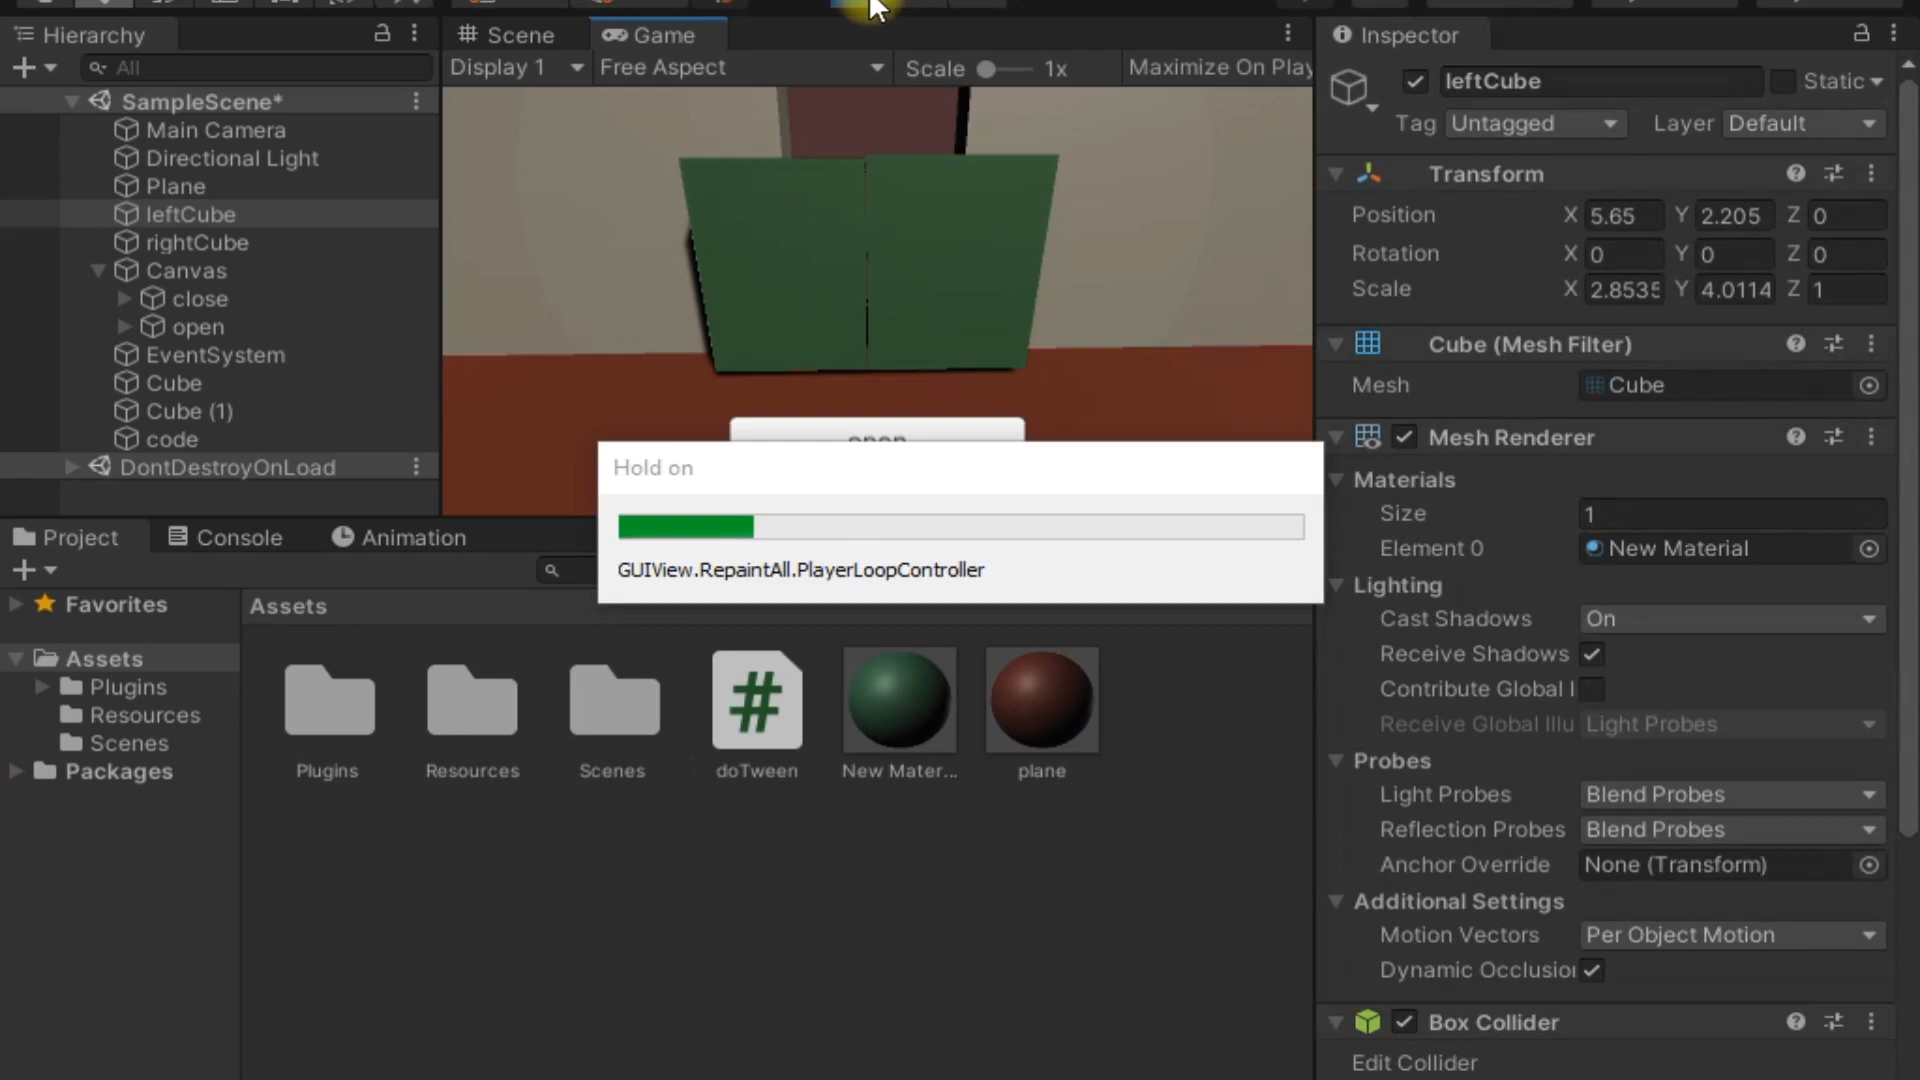 Hierarchy
Scene
Game
Inspector
All
Display 1
Free Aspect
Scale
1x
Maximize On Play
leftCube
Static
Tag
Untagged
Layer
Default
SampleScene*
Main Camera
Directional Light
Plane
leftCube
rightCube
Canvas
close
open
EventSystem
Cube
Cube (1)
code
DontDestroyOnLoad
Transform
Position
X 5.65
Y 2.205
Z 0
Rotation
X 0
Y 0
Z 0
Scale
X 2.8535
Y 4.0114
Z 1
Cube (Mesh Filter)
Mesh
Cube
Mesh Renderer
Materials
Size
1
Element 0
New Material
Lighting
Cast Shadows
On
Receive Shadows
Contribute Global I
Receive Global Illu
Light Probes
Probes
Light Probes
Blend Probes
Reflection Probes
Blend Probes
Anchor Override
None (Transform)
Additional Settings
Motion Vectors
Per Object Motion
Dynamic Occlusion
Box Collider
Edit Collider
open
Hold on
GUIView.RepaintAll.PlayerLoopController
Project
Console
Animation
Favorites
Assets
Plugins
Resources
Scenes
Packages
Assets
Plugins
Resources
Scenes
#
doTween
New Mater...
plane